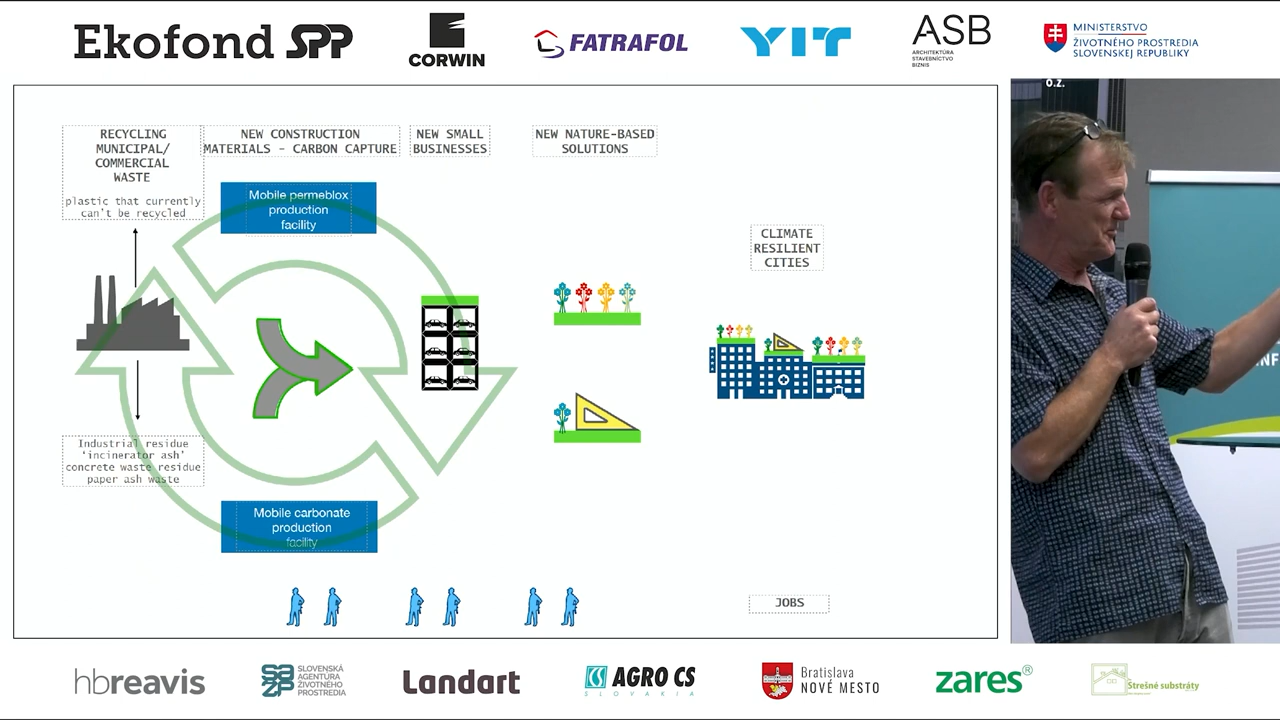 Ekofond SPP
CORWIN
FATRAFOL
YIT
ASB
ARCHITEKTÚRA
STAVEBNÍCTVO
BIZNIS
MINISTERSTVO
ŽIVOTNÉHO PROSTREDIA
SLOVENSKEJ REPUBLIKY
o.z.
RECYCLING
MUNICIPAL/
COMMERCIAL
WASTE
plastic that currently
can't be recycled
NEW CONSTRUCTION
MATERIALS - CARBON CAPTURE
NEW SMALL
BUSINESSES
NEW NATURE-BASED
SOLUTIONS
Mobile permeblox
production
facility
CLIMATE
RESILIENT
CITIES
Industrial residue
'incinerator ash'
concrete waste residue
paper ash waste
Mobile carbonate
production
facility
JOBS
INF
hbreavis
SLOVENSKÁ
AGENTÚRA
ŽIVOTNÉHO
PROSTREDIA
Landart
AGRO CS
SLOVAKIA
Bratislava
NOVÉ MESTO
zares®
Strešné substráty